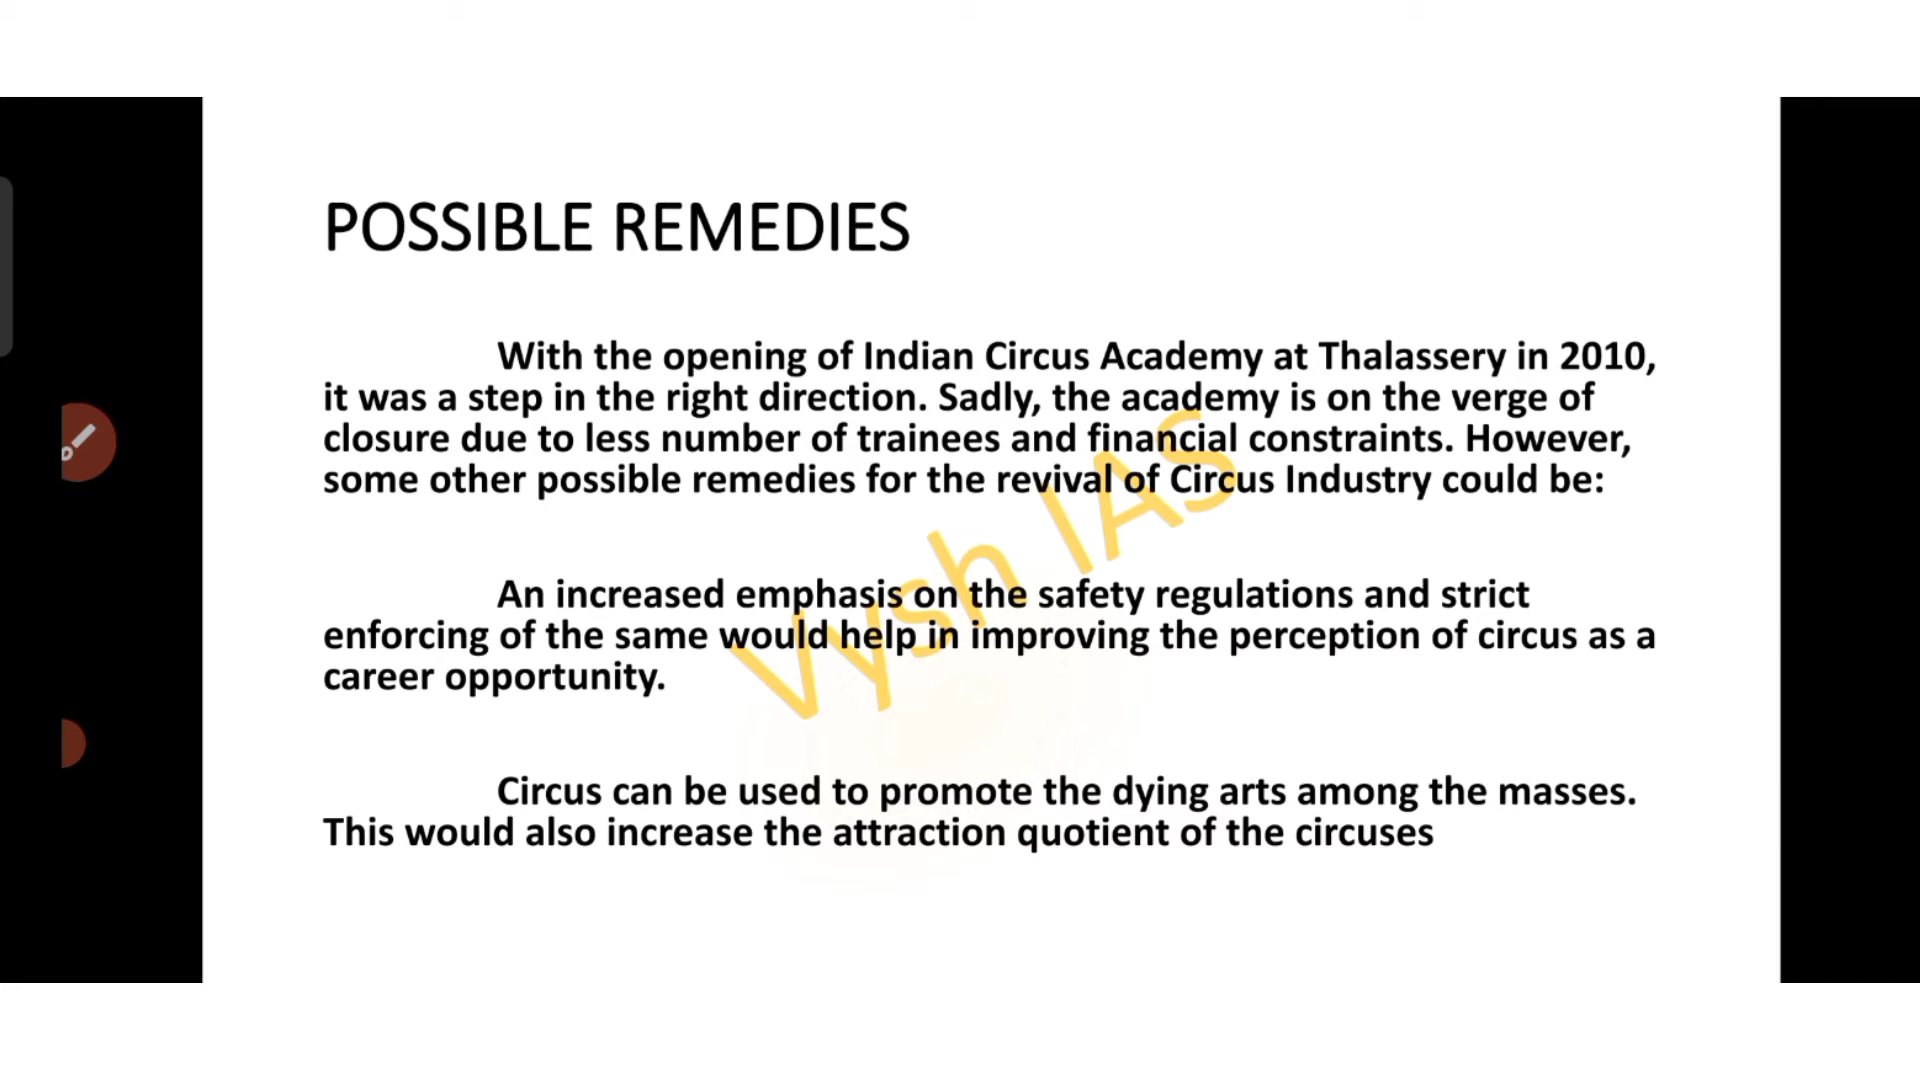 POSSIBLE REMEDIES
With the opening of Indian Circus Academy at Thalassery in 2010,
it was a step in the right direction. Sadly, the academy is on the verge of
closure due to less number of trainees and financial constraints. However,
some other possible remedies for the revival of Circus Industry could be:
An increased emphasis on the safety regulations and strict
enforcing of the same would help in improving the perception of circus as a
career opportunity.
Circus can be used to promote the dying arts among the masses.
This would also increase the attraction quotient of the circuses
Vysh IAS